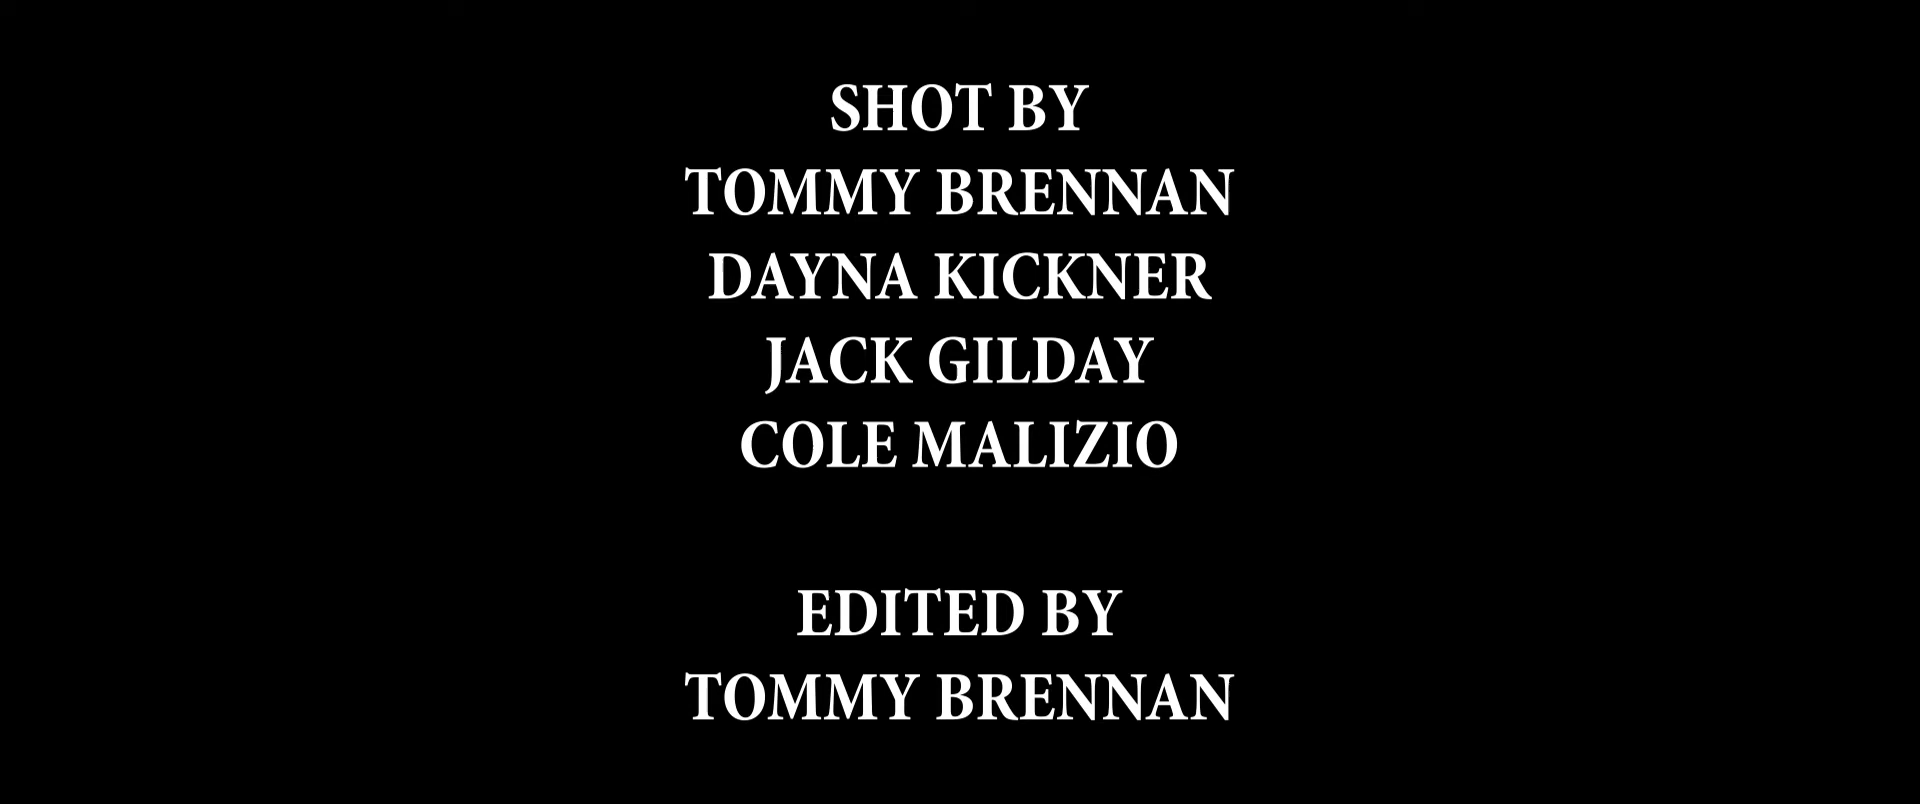 SHOT BY
TOMMY BRENNAN
DAYNA KICKNER
JACK GILDAY
COLE MALIZIO
EDITED BY
TOMMY BRENNAN